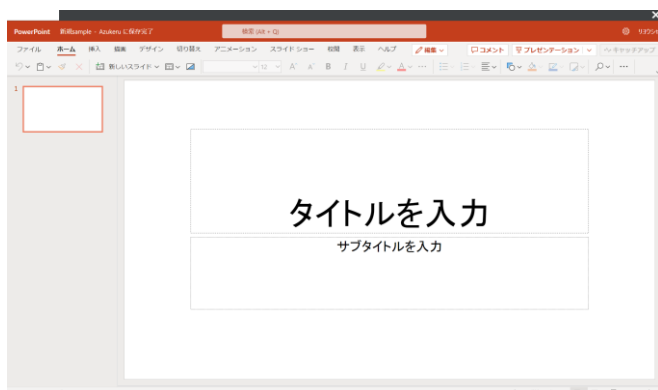 PowerPoint 新規sample - Azukeru に保存完了 検索 (Alt + Q)
ファイル ホーム 挿入 描画 デザイン 切り替え アニメーション スライド ショー 校閲 表示 ヘルプ 編集 コメント プレゼンテーション キャッチアップ
新しいスライド 12 B I U A
1
タイトルを入力
サブタイトルを入力